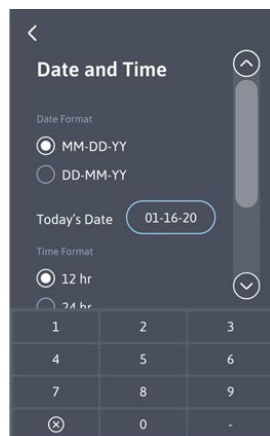 Date and Time
Date Format
MM-DD-YY
DD-MM-YY
Today's Date 01-16-20
Time Format
12 hr
24 hr
1 2 3
4 5 6
7 8 9
0 -